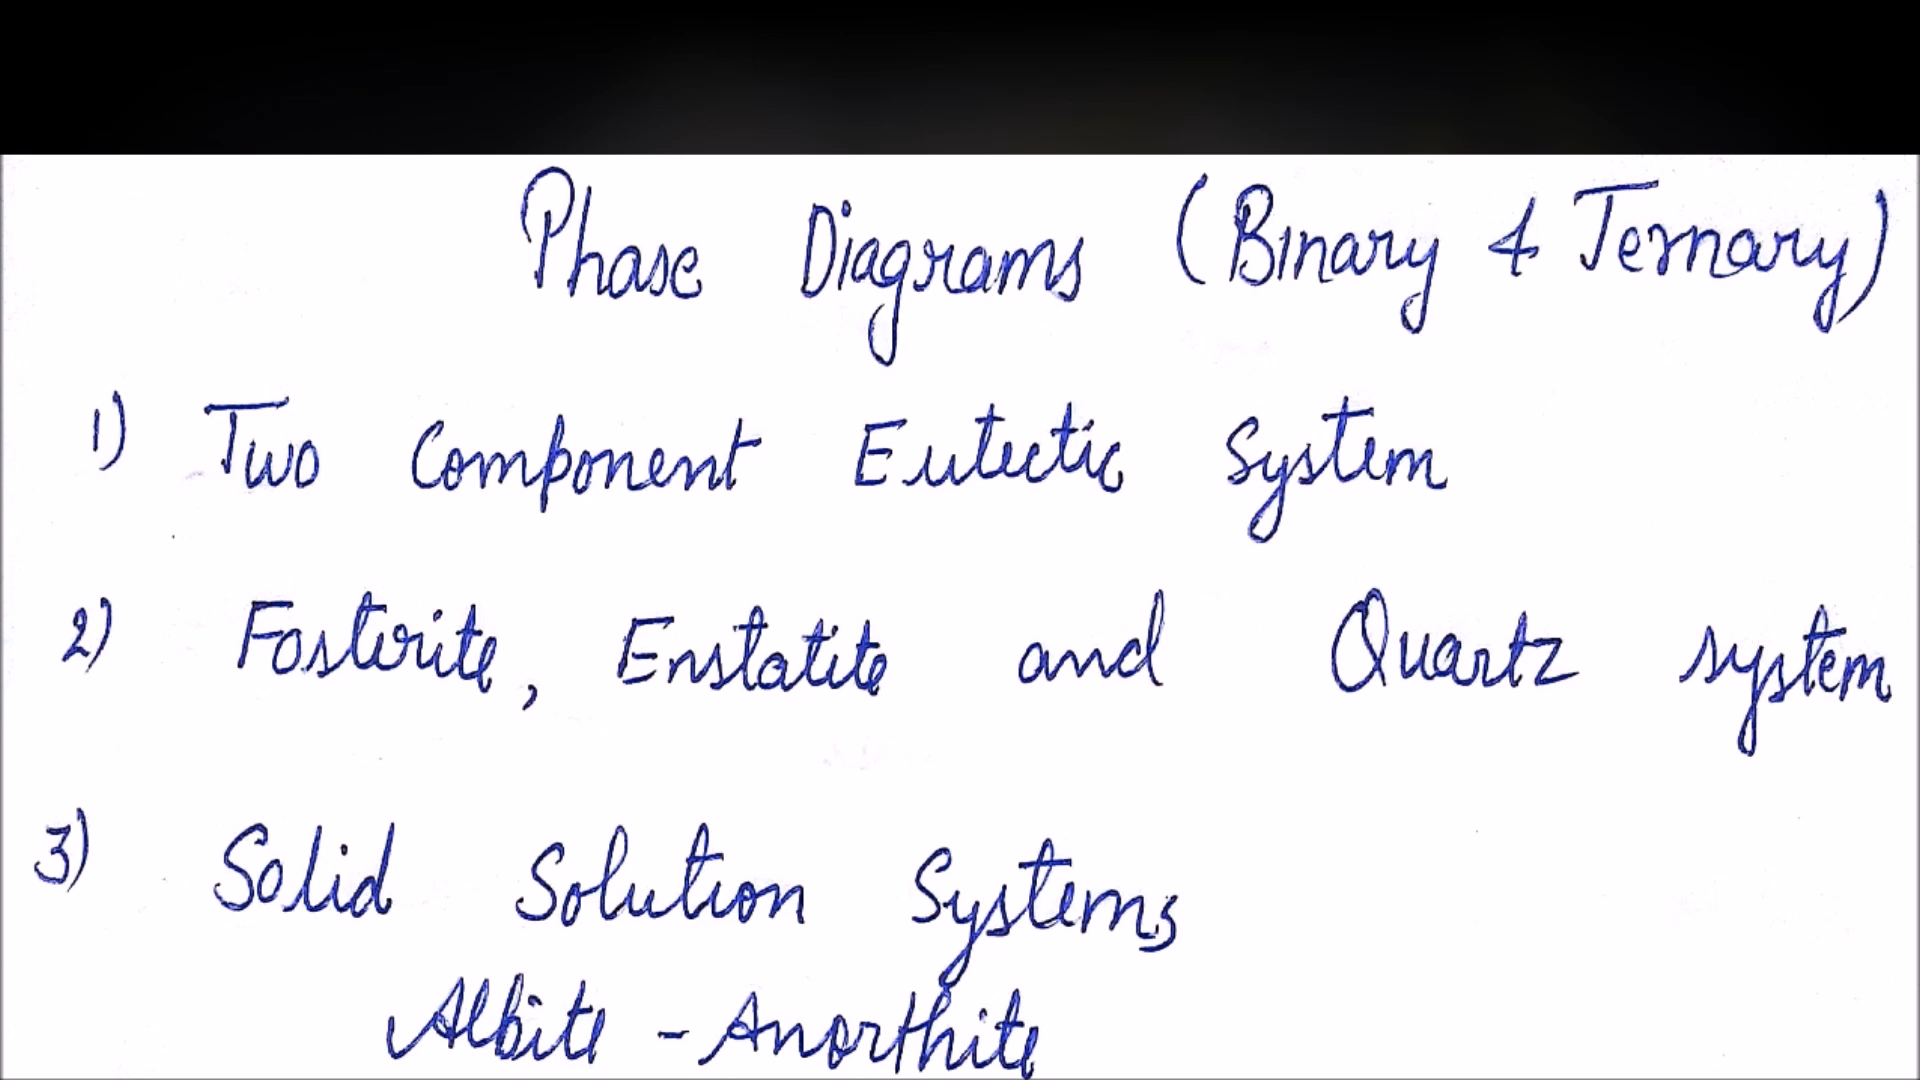 Phase Diagrams (Binary & Ternary)
1) Two Component Eutectic System
2) Fosterite, Enstatite and Quartz system
3) Solid Solution Systems
Albite - Anorthite